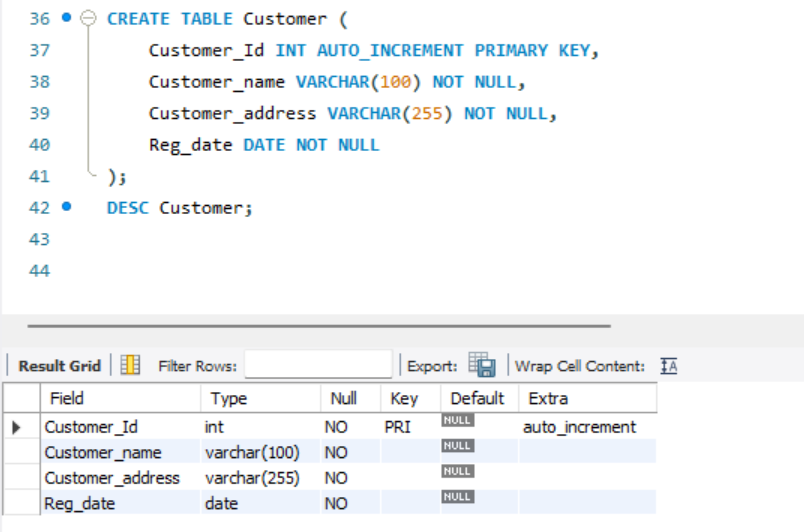 36 CREATE TABLE Customer (
37 Customer_Id INT AUTO_INCREMENT PRIMARY KEY,
38 Customer_name VARCHAR(100) NOT NULL,
39 Customer_address VARCHAR(255) NOT NULL,
40 Reg_date DATE NOT NULL
41 );
42 DESC Customer;
43
44
Result Grid Filter Rows: Export: Wrap Cell Content: IA
Field Type Null Key Default Extra
Customer_Id int NO PRI NULL auto_increment
Customer_name varchar(100) NO NULL
Customer_address varchar(255) NO NULL
Reg_date date NO NULL